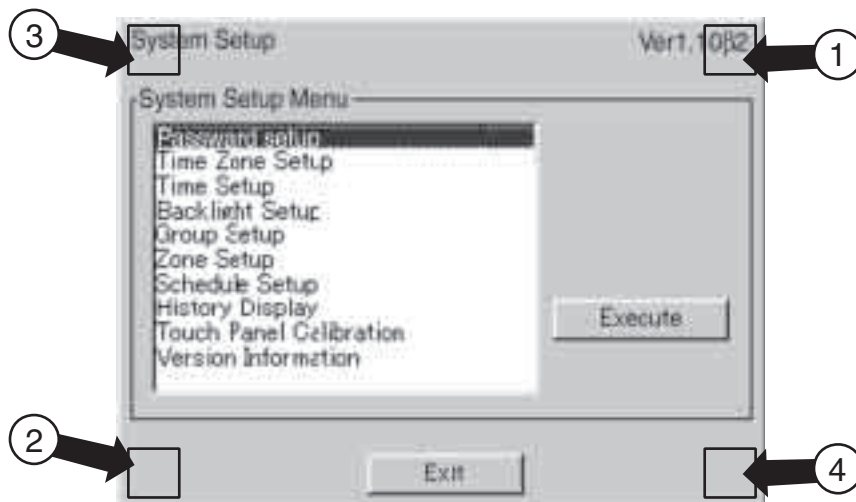 3
System Setup
Ver1.10β2
1
System Setup Menu
Password setup
Time Zone Setup
Time Setup
Backlight Setup
Group Setup
Zone Setup
Schedule Setup
History Display
Touch Panel Calibration
Version Information
Execute
2
Exit
4